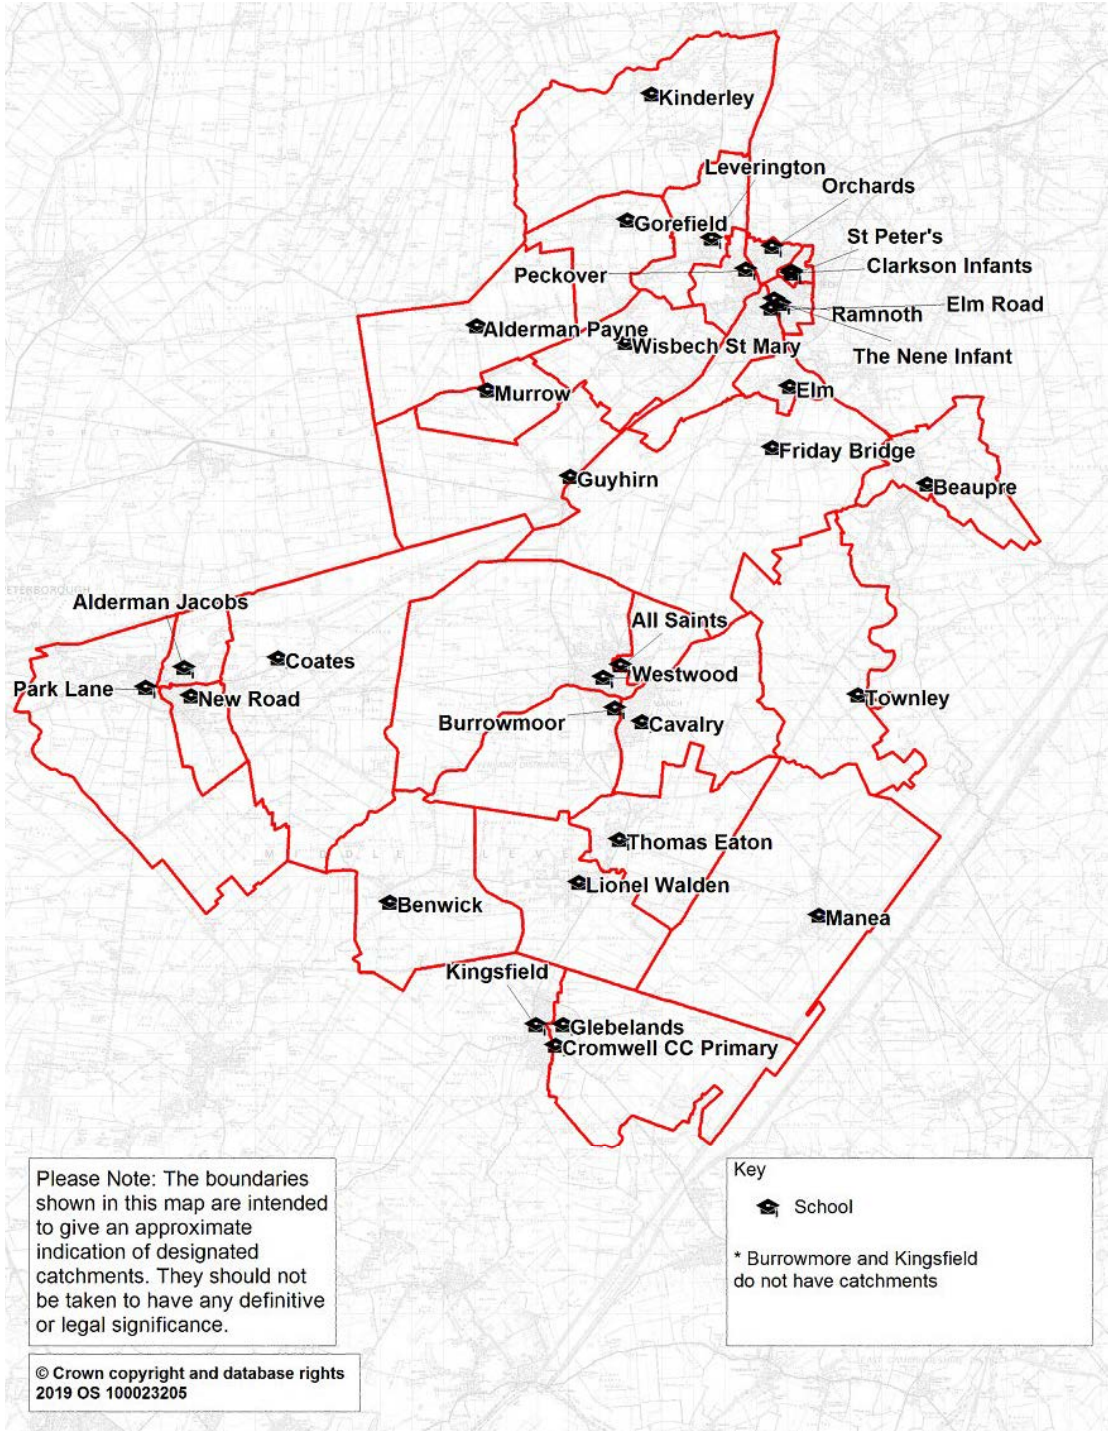 Kinderley
Leverington
Orchards
Gorefield
St Peter's
Peckover
Clarkson Infants
Elm Road
Ramnoth
Alderman Payne
Wisbech St Mary
The Nene Infant
Murrow
Elm
Friday Bridge
Guyhirn
Beaupre
Alderman Jacobs
All Saints
Coates
Westwood
Park Lane
New Road
Townley
Burrowmoor
Cavalry
Thomas Eaton
Lionel Walden
Benwick
Manea
Kingsfield
Glebelands
Cromwell CC Primary
Please Note: The boundaries
shown in this map are intended
to give an approximate
indication of designated
catchments. They should not
be taken to have any definitive
or legal significance.
© Crown copyright and database rights
2019 OS 100023205
Key
School
* Burrowmore and Kingsfield
do not have catchments